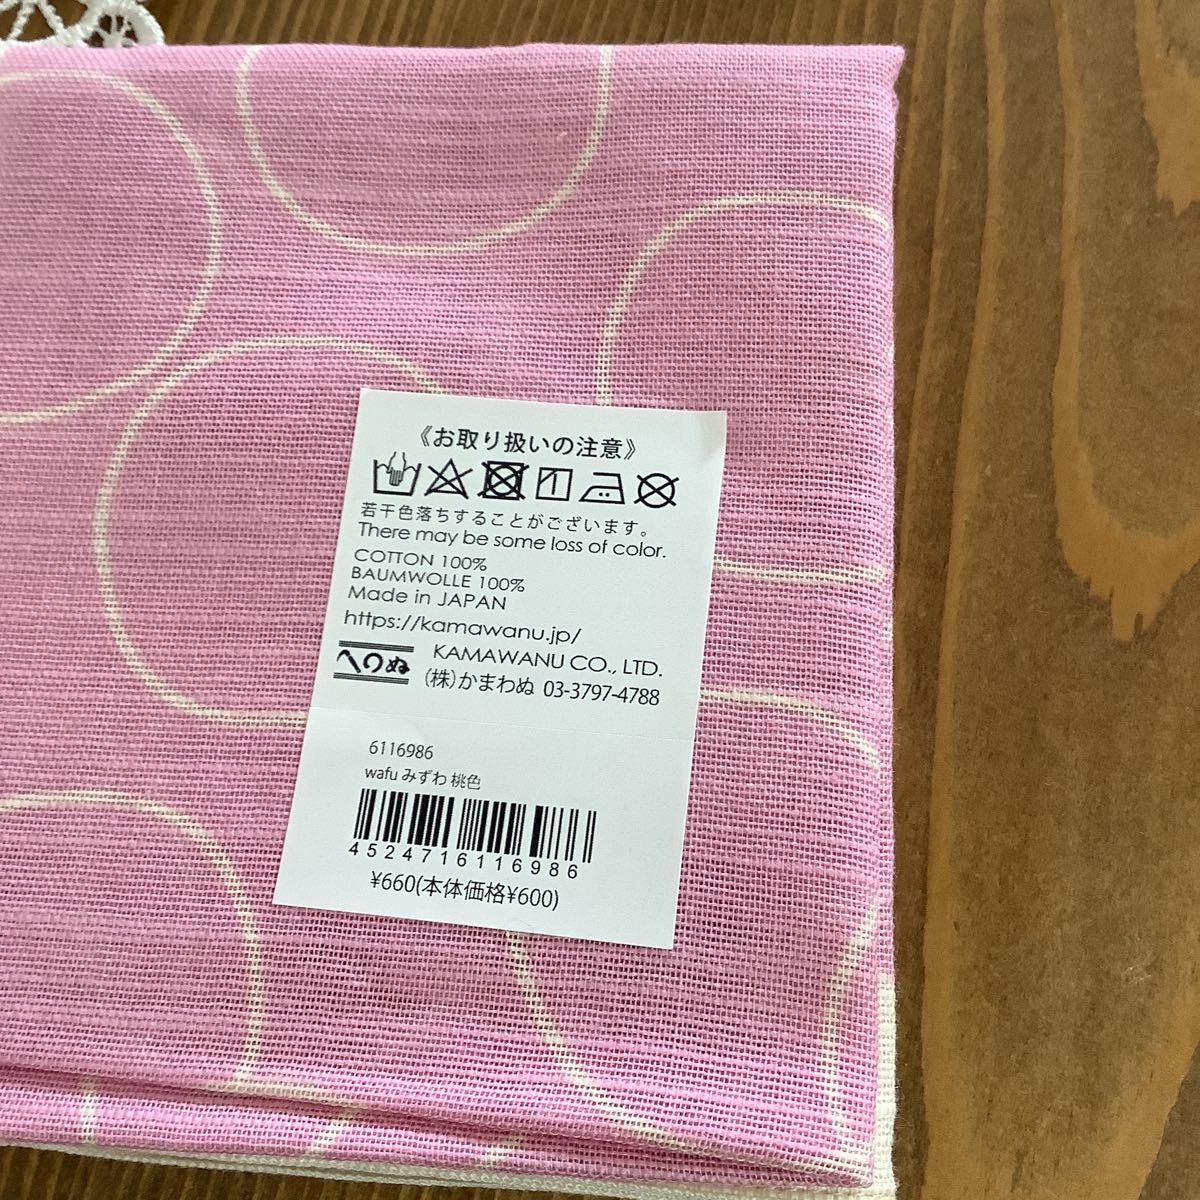 《お取り扱いの注意》
若干色落ちすることがございます。
There may be some loss of color.
COTTON 100%
BAUMWOLLE 100%
Made in JAPAN
https://kamawanu.jp/
KAMAWANU CO., LTD.
(株)かまわぬ 03-3797-4788
6116986
wafu みずわ 桃色
4524716116986
¥660(本体価格¥600)